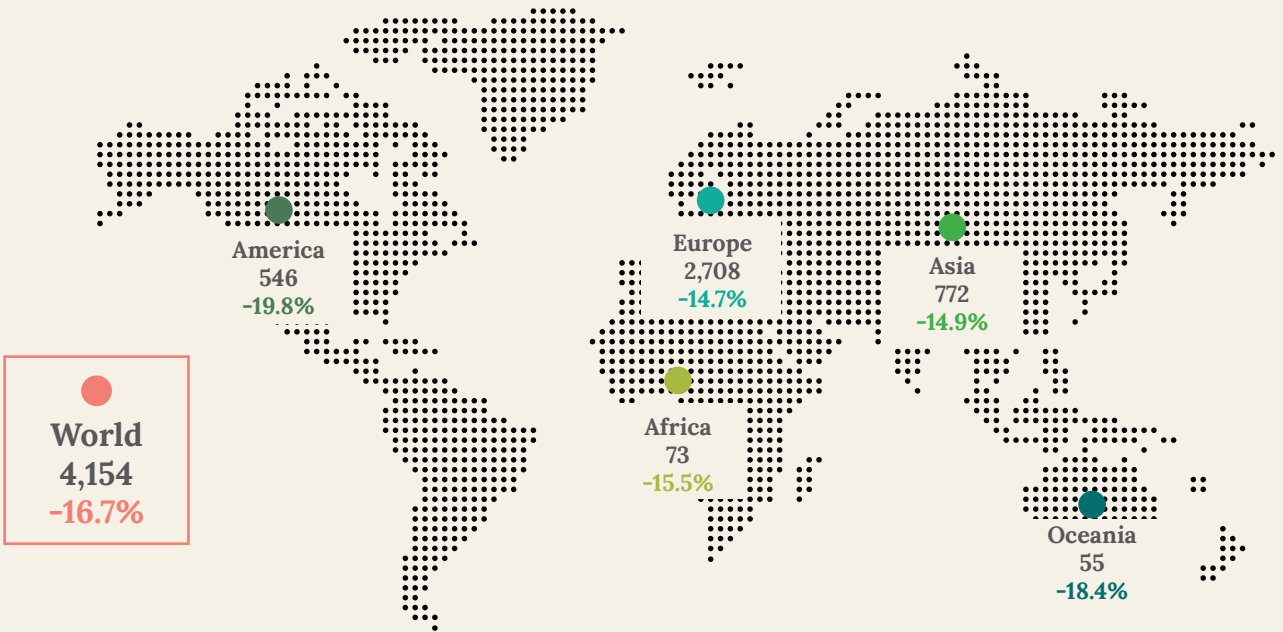 America
546
-19.8%
Europe
2,708
-14.7%
Asia
772
-14.9%
World
4,154
-16.7%
Africa
73
-15.5%
Oceania
55
-18.4%